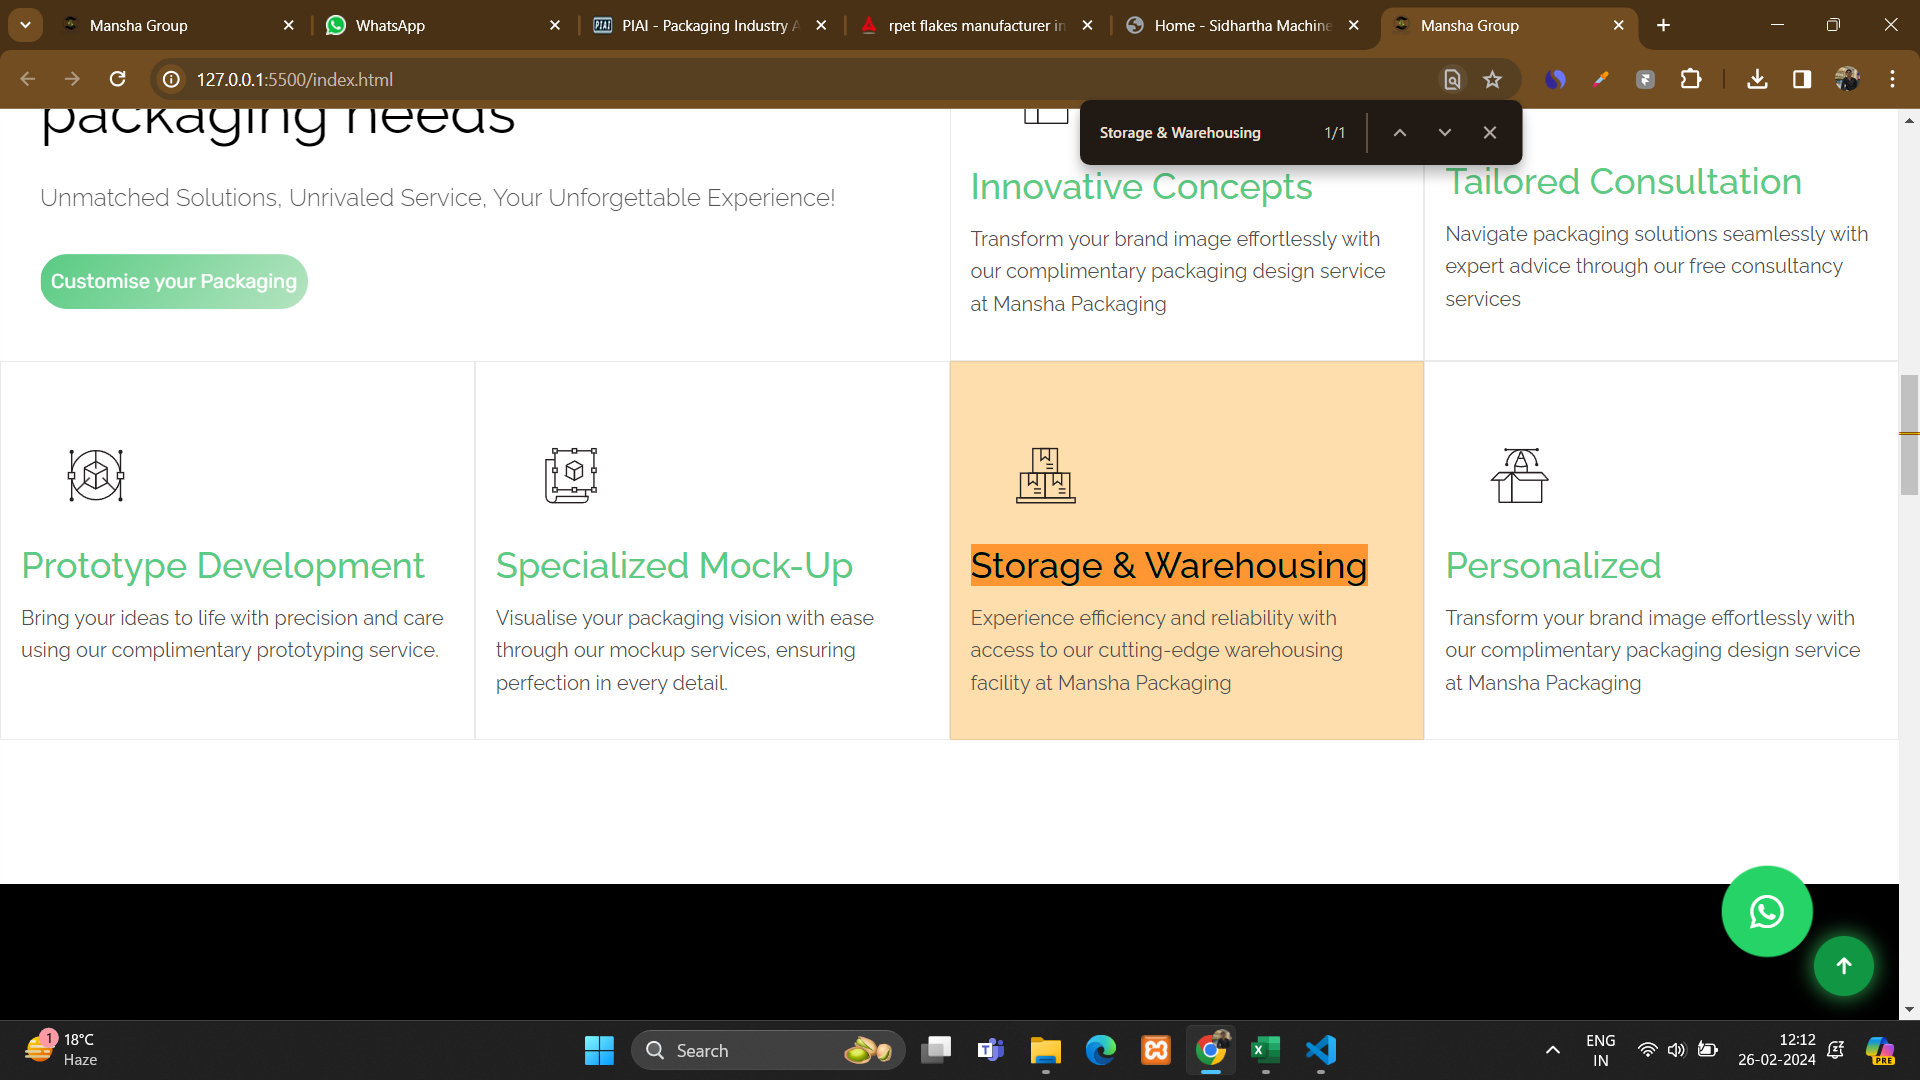 Mansha Group
WhatsApp
PIAI - Packaging Industry A
rpet flakes manufacturer in
Home - Sidhartha Machine
Mansha Group
127.0.0.1:5500/index.html
Storage & Warehousing
1/1
packaging needs
Unmatched Solutions, Unrivaled Service, Your Unforgettable Experience!
Customise your Packaging
Innovative Concepts
Transform your brand image effortlessly with
our complimentary packaging design service
at Mansha Packaging
Tailored Consultation
Navigate packaging solutions seamlessly with
expert advice through our free consultancy
services
Prototype Development
Bring your ideas to life with precision and care
using our complimentary prototyping service.
Specialized Mock-Up
Visualise your packaging vision with ease
through our mockup services, ensuring
perfection in every detail.
Storage & Warehousing
Experience efficiency and reliability with
access to our cutting-edge warehousing
facility at Mansha Packaging
Personalized
Transform your brand image effortlessly with
our complimentary packaging design service
at Mansha Packaging
1
18°C
Haze
Search
ENG
IN
12:12
26-02-2024
PRE